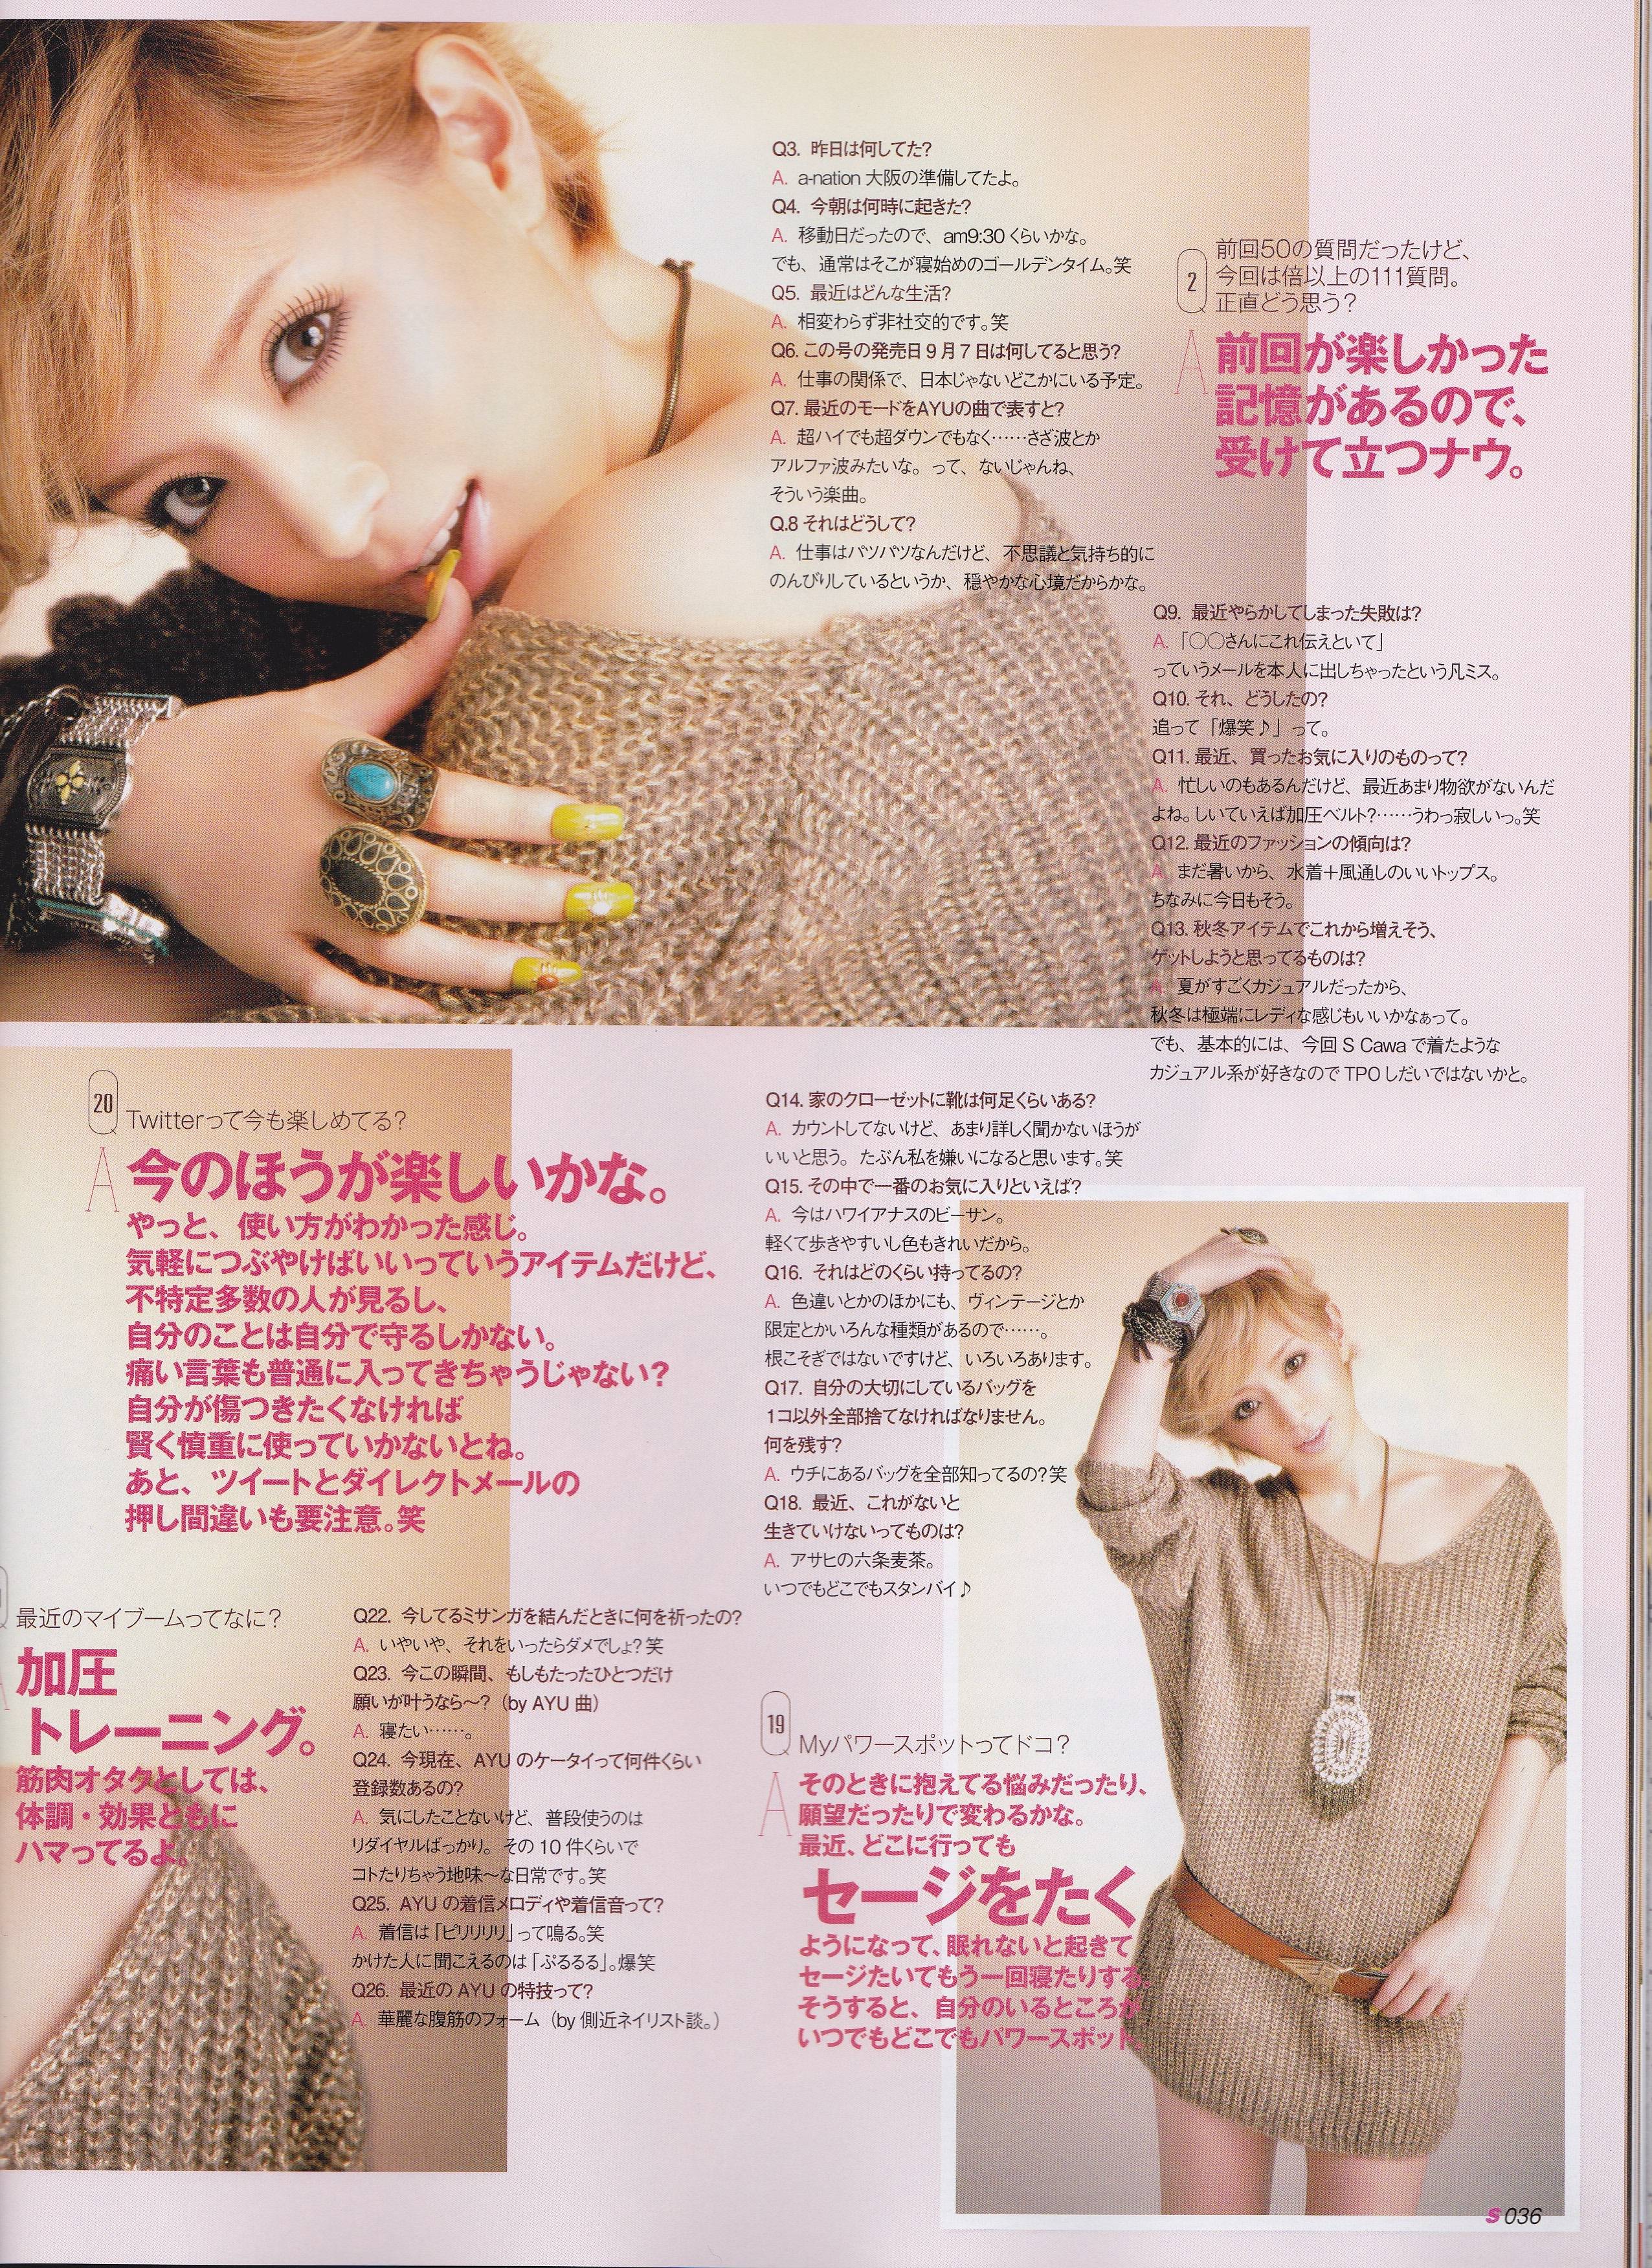 2
前回50の質問だったけど、
今回は倍以上の111質問。
正直どう思う?
A
前回が楽しかった
記憶があるので、
受けて立つナウ。
Q3. 昨日は何してた?
A. a-nation 大阪の準備してたよ。
Q4. 今朝は何時に起きた?
A. 移動日だったので、am9:30くらいかな。
でも、通常はそこが寝始めのゴールデンタイム。笑
Q5. 最近はどんな生活?
A. 相変わらず非社交的です。笑
Q6. この号の発売日9月7日は何してると思う?
A. 仕事の関係で、日本じゃないどこかにいる予定。
Q7. 最近のモードをAYUの曲で表すと?
A. 超ハイでも超ダウンでもなく……さざ波とか
アルファ波みたいな。って、ないじゃんね、
そういう楽曲。
Q.8 それはどうして?
A. 仕事はパツパツなんだけど、不思議と気持ち的に
のんびりしているというか、穏やかな心境だからかな。
Q9. 最近やらかしてしまった失敗は?
A.「○○さんにこれ伝えといて」
っていうメールを本人に出しちゃったという凡ミス。
Q10. それ、どうしたの?
追って「爆笑♪」って。
Q11. 最近、買ったお気に入りのものって?
A. 忙しいのもあるんだけど、最近あまり物欲がないんだ
よね。しいていえば加圧ベルト?……うわっ寂しいっ。笑
Q12. 最近のファッションの傾向は?
A. まだ暑いから、水着+風通しのいいトップス。
ちなみに今日もそう。
Q13. 秋冬アイテムでこれから増えそう、
ゲットしようと思ってるものは?
A. 夏がすごくカジュアルだったから、
秋冬は極端にレディな感じもいいかなぁって。
でも、基本的には、今回 S Cawa で着たような
カジュアル系が好きなので TPO しだいではないかと。
Q14. 家のクローゼットに靴は何足くらいある?
A. カウントしてないけど、あまり詳しく聞かないほうが
いいと思う。たぶん私を嫌いになると思います。笑
Q15. その中で一番のお気に入りといえば?
A. 今はハワイアナスのビーサン。
軽くて歩きやすいし色もきれいだから。
Q16. それはどのくらい持ってるの?
A. 色違いとかのほかにも、ヴィンテージとか
限定とかいろんな種類があるので……。
根こそぎではないですけど、いろいろあります。
Q17. 自分の大切にしているバッグを
1コ以外全部捨てなければなりません。
何を残す?
A. ウチにあるバッグを全部知ってるの?笑
Q18. 最近、これがないと
生きていけないってものは?
A. アサヒの六条麦茶。
いつでもどこでもスタンバイ♪
19
Myパワースポットってドコ?
A
そのときに抱えてる悩みだったり、
願望だったりで変わるかな。
最近、どこに行っても
セージをたく
ようになって、眠れないと起きて
セージたいてもう一回寝たりする。
そうすると、自分のいるところが
いつでもどこでもパワースポット。
20
Twitterって今も楽しめてる?
A
今のほうが楽しいかな。
やっと、使い方がわかった感じ。
気軽につぶやけばいいっていうアイテムだけど、
不特定多数の人が見るし、
自分のことは自分で守るしかない。
痛い言葉も普通に入ってきちゃうじゃない?
自分が傷つきたくなければ
賢く慎重に使っていかないとね。
あと、ツイートとダイレクトメールの
押し間違いも要注意。笑
最近のマイブームってなに?
加圧
トレーニング。
筋肉オタクとしては、
体調・効果ともに
ハマってるよ。
Q22. 今してるミサンガを結んだときに何を祈ったの?
A. いやいや、それをいったらダメでしょ?笑
Q23. 今この瞬間、もしもたったひとつだけ
願いが叶うなら〜?(by AYU 曲)
A. 寝たい……。
Q24. 今現在、AYU のケータイって何件くらい
登録数あるの?
A. 気にしたことないけど、普段使うのは
リダイヤルばっかり。その10件くらいで
コトたりちゃう地味〜な日常です。笑
Q25. AYU の着信メロディや着信音って?
A. 着信は「ピリリリリ」って鳴る。笑
かけた人に聞こえるのは「ぷるるる」。爆笑
Q26. 最近の AYU の特技って?
A. 華麗な腹筋のフォーム(by 側近ネイリスト談。)
S 036